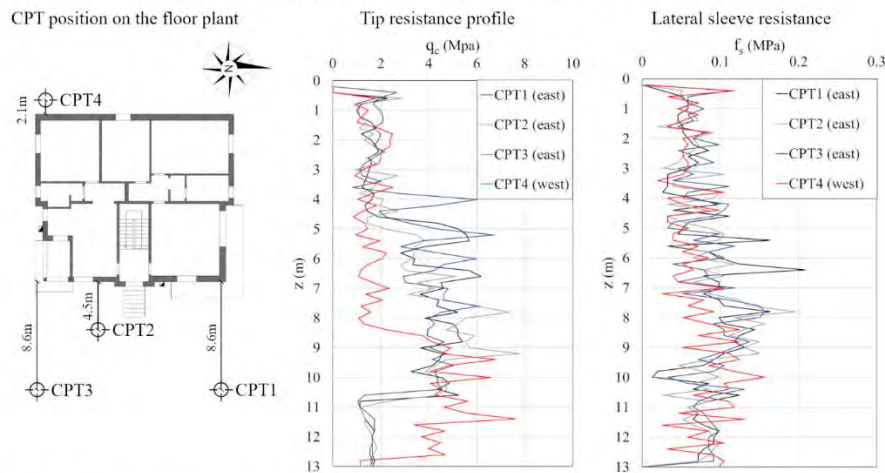 CPT position on the floor plant
N
2.1m
CPT4
8.6m
4.5m
8.6m
CPT2
CPT3
CPT1
Tip resistance profile
q_c (Mpa)
0 2 4 6 8 10
0
1
2
3
4
5
6
7
8
9
10
11
12
13
z (m)
CPT1 (east)
CPT2 (east)
CPT3 (east)
CPT4 (west)
Lateral sleeve resistance
f_s (MPa)
0 0.1 0.2 0.3
0
1
2
3
4
5
6
7
8
9
10
11
12
13
z (m)
CPT1 (east)
CPT2 (east)
CPT3 (east)
CPT4 (west)